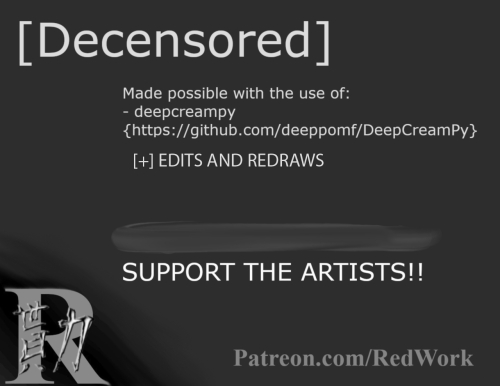 [Decensored]
Made possible with the use of:
- deepcreampy
{https://github.com/deeppomf/DeepCreamPy}
[+] EDITS AND REDRAWS
SUPPORT THE ARTISTS!!
R
Patreon.com/RedWork